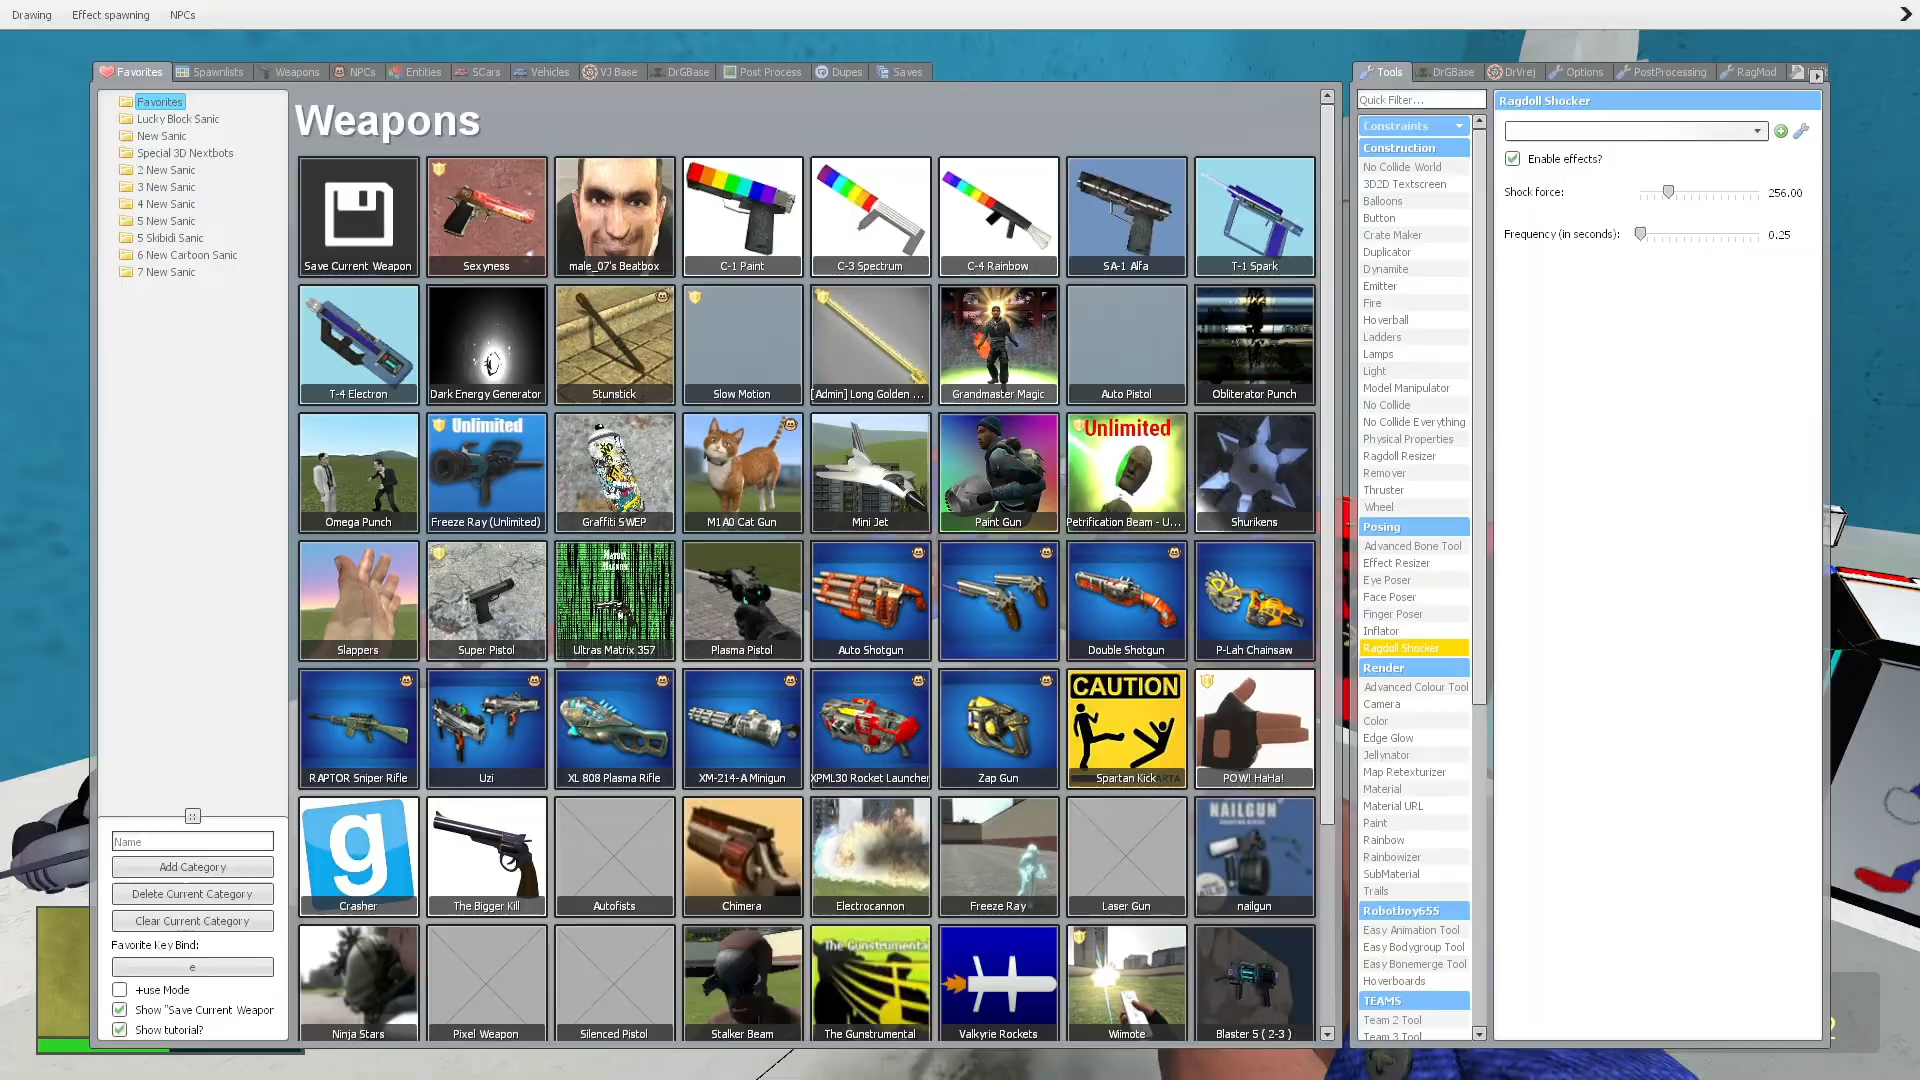 Drawing Effect spawning NPCs
Favorites Spawnlists Weapons NPCs Entities SCars Vehicles VJ Base DrGBase Post Process Dupes Saves
Favorites
Lucky Block Sanic
New Sanic
Special 3D Nextbots
2 New Sanic
3 New Sanic
4 New Sanic
5 New Sanic
5 Skibidi Sanic
6 New Cartoon Sanic
7 New Sanic
Name
Add Category
Delete Current Category
Clear Current Category
Favorite Key Bind:
e
+use Mode
Show "Save Current Weapor
Show tutorial?
Weapons
Save Current Weapon Sexyness male_07's Beatbox C-1 Paint C-3 Spectrum C-4 Rainbow SA-1 Alfa T-1 Spark
T-4 Electron Dark Energy Generator Stunstick Slow Motion [Admin] Long Golden ... Grandmaster Magic Auto Pistol Obliterator Punch
Unlimited Unlimited
Omega Punch Freeze Ray (Unlimited) Graffiti SWEP M1A0 Cat Gun Mini Jet Paint Gun Petrification Beam - U... Shurikens
Slappers Super Pistol Ultras Matrix 357 Plasma Pistol Auto Shotgun Double Shotgun P-Lah Chainsaw
CAUTION
RAPTOR Sniper Rifle Uzi XL 808 Plasma Rifle XM-214-A Minigun XPML30 Rocket Launcher Zap Gun Spartan Kick POW! HaHa!
g NAILGUN
Crasher The Bigger Kill Autofists Chimera Electrocannon Freeze Ray Laser Gun nailgun
The Gunstrumenta
Ninja Stars Pixel Weapon Silenced Pistol Stalker Beam The Gunstrumental Valkyrie Rockets Wiimote Blaster 5 ( 2-3 )
Tools DrGBase DrVrej Options PostProcessing RagMod
Quick Filter...
Constraints
Construction
No Collide World
3D2D Textscreen
Balloons
Button
Crate Maker
Duplicator
Dynamite
Emitter
Fire
Hoverball
Ladders
Lamps
Light
Model Manipulator
No Collide
No Collide Everything
Physical Properties
Ragdoll Resizer
Remover
Thruster
Wheel
Posing
Advanced Bone Tool
Effect Resizer
Eye Poser
Face Poser
Finger Poser
Inflator
Ragdoll Shocker
Render
Advanced Colour Tool
Camera
Color
Edge Glow
Jellynator
Map Retexturizer
Material
Material URL
Paint
Rainbow
Rainbowizer
SubMaterial
Trails
Robotboy655
Easy Animation Tool
Easy Bodygroup Tool
Easy Bonemerge Tool
Hoverboards
TEAMS
Team 2 Tool
Team 3 Tool
Ragdoll Shocker
Enable effects?
Shock force: 256.00
Frequency (in seconds): 0.25